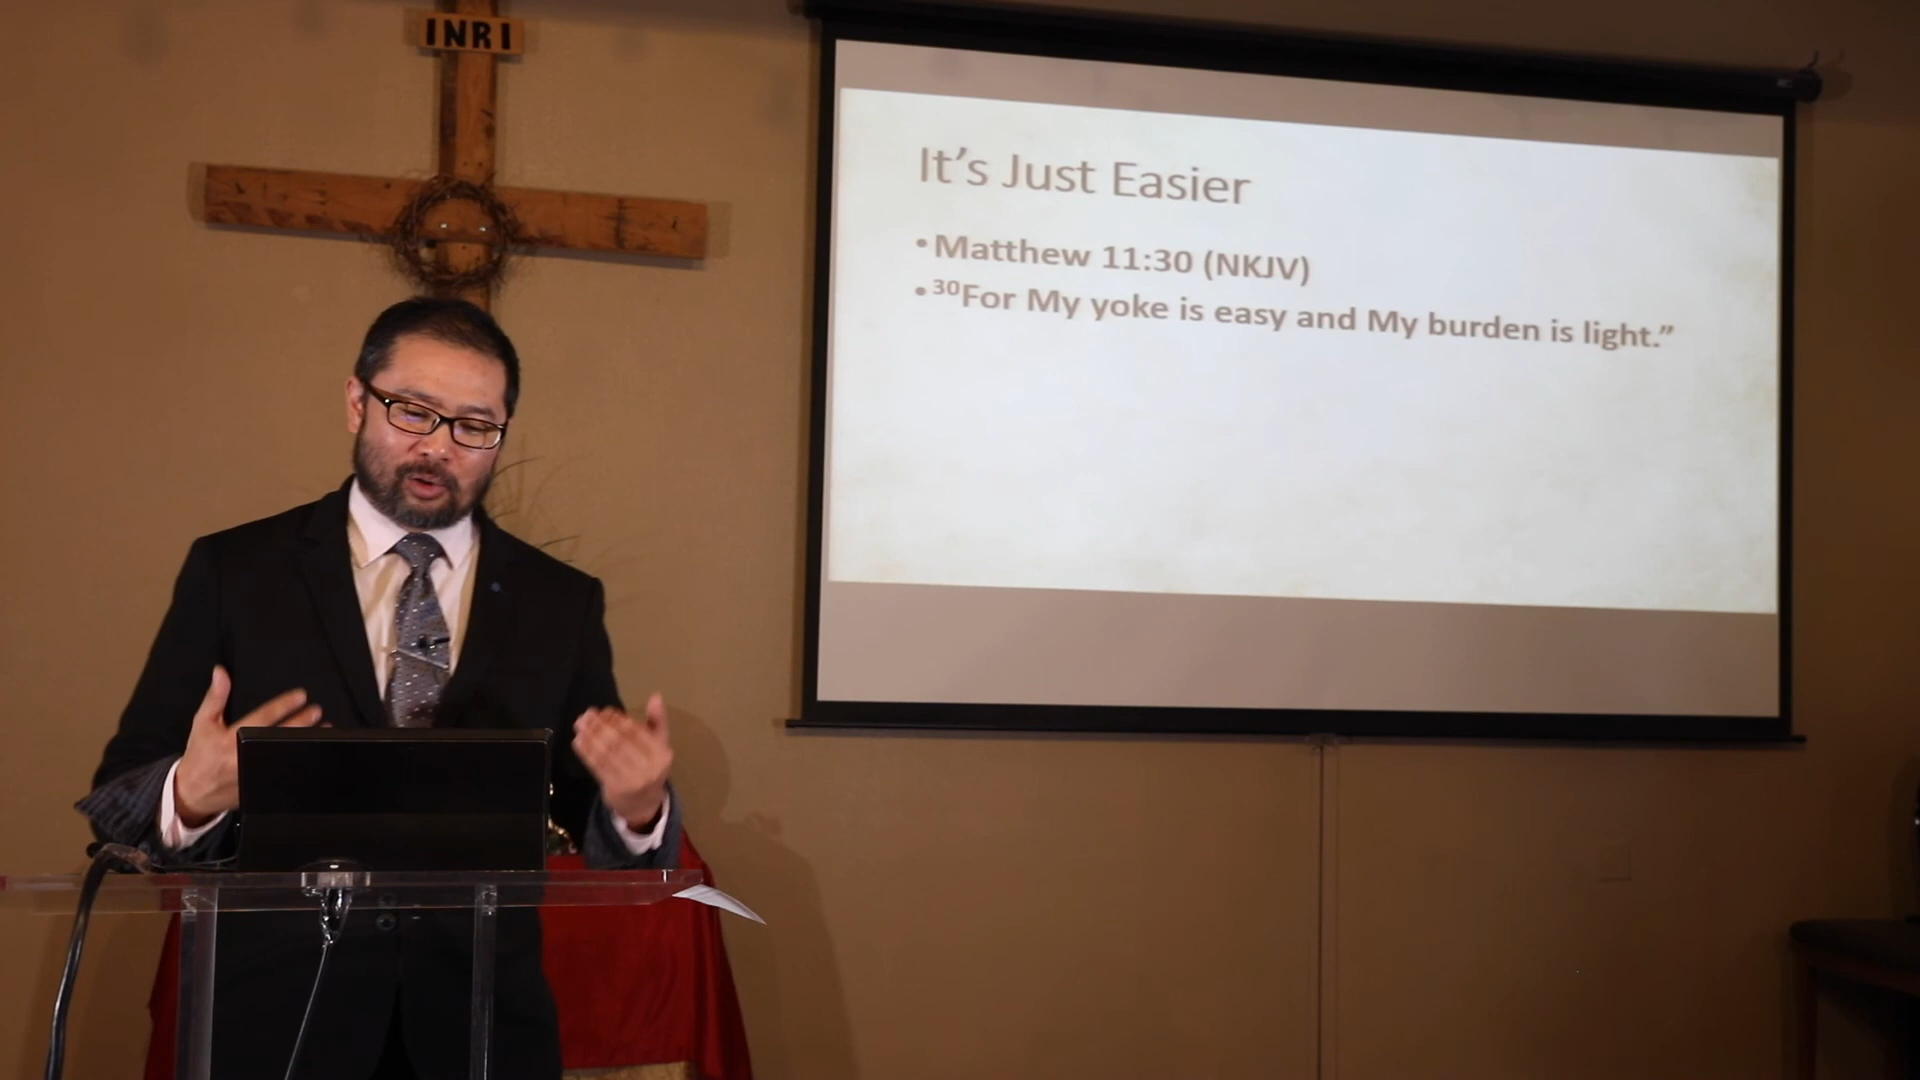 INRI
It's Just Easier
•Matthew 11:30 (NKJV)
•30For My yoke is easy and My burden is light.”